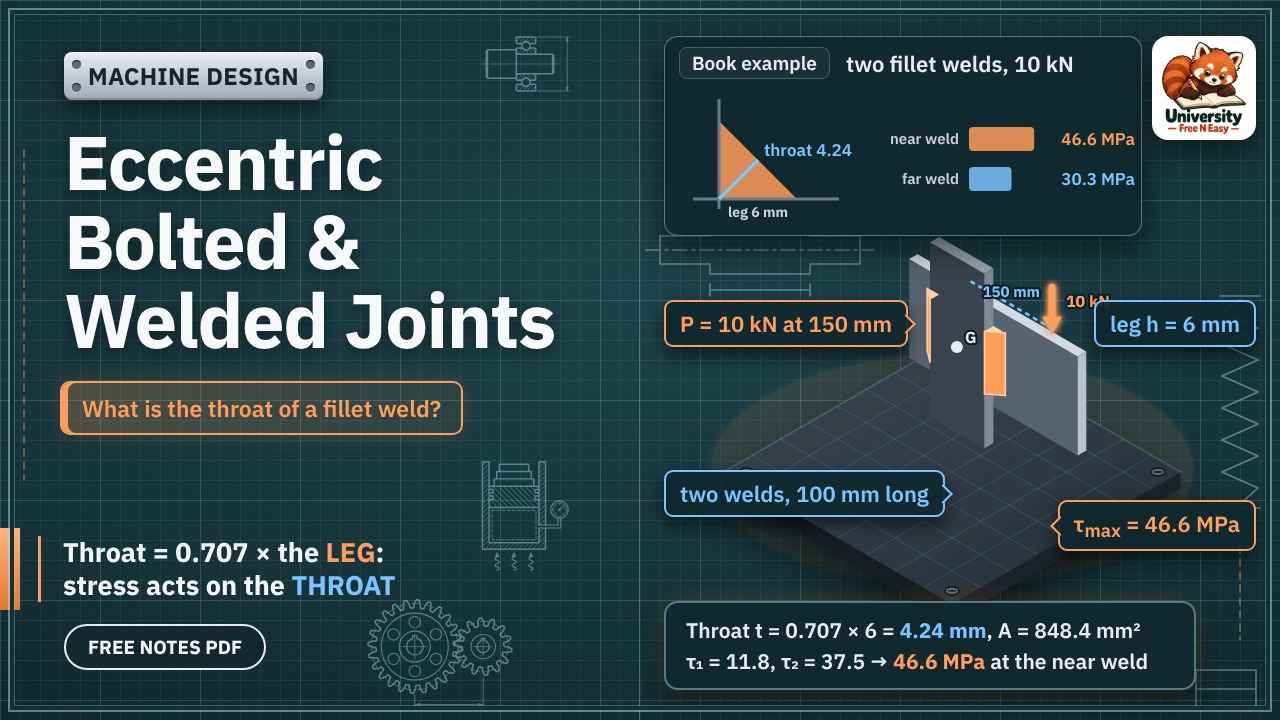 MACHINE DESIGN
Eccentric
Bolted &
Welded Joints
What is the throat of a fillet weld?
Throat = 0.707 × the LEG:
stress acts on the THROAT
FREE NOTES PDF
Book example
two fillet welds, 10 kN
throat 4.24
leg 6 mm
near weld
46.6 MPa
far weld
30.3 MPa
University
Free N Easy
150 mm
10 kN
P = 10 kN at 150 mm
leg h = 6 mm
G
two welds, 100 mm long
τmax = 46.6 MPa
Throat t = 0.707 × 6 = 4.24 mm, A = 848.4 mm²
τ₁ = 11.8, τ₂ = 37.5 → 46.6 MPa at the near weld